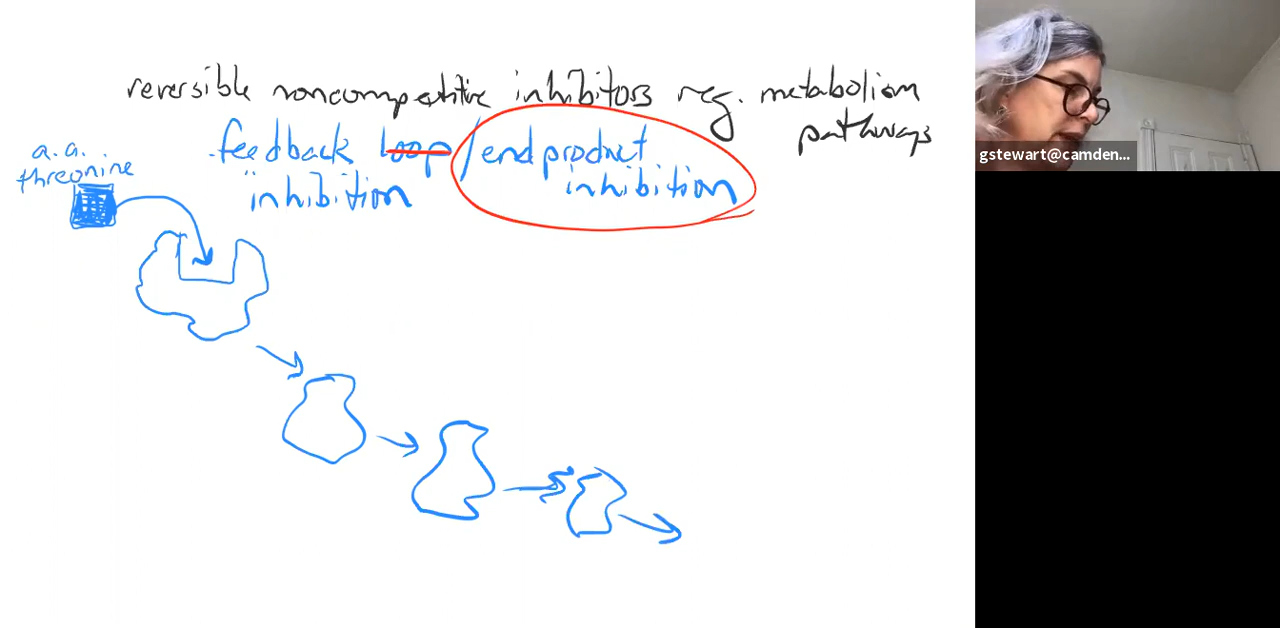 reversible noncompetitive inhibitors reg. metabolism
pathways
feedback loop / end product
inhibition inhibition
a.a.
threonine
gstewart@camden...